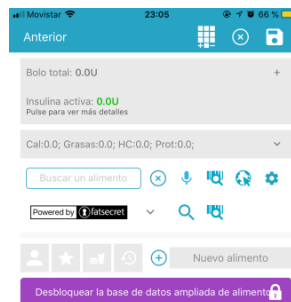 Movistar 23:05 66 %
Anterior
Bolo total: 0.0U +
Insulina activa: 0.0U
Pulse para ver más detalles
Cal:0.0; Grasas:0.0; HC:0.0; Prot:0.0;
Buscar un alimento
Powered by fatsecret
Nuevo alimento
Desbloquear la base de datos ampliada de alimento